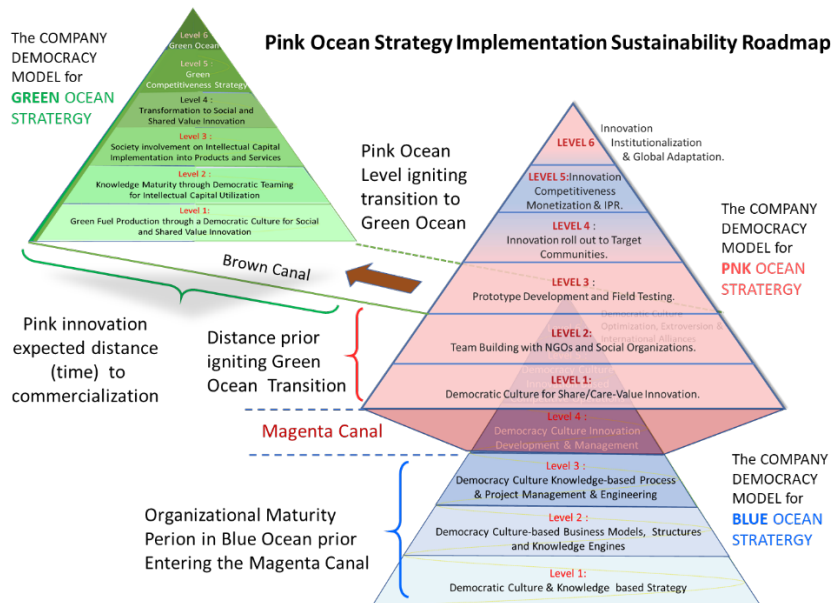 Pink Ocean Strategy Implementation Sustainability Roadmap
The COMPANY
DEMOCRACY
MODEL for
GREEN OCEAN
STRATERGY
Level 6
Green Ocean
Level 5 :
Green
Competitiveness Strategy
Level 4 :
Transformation to Social and
Shared Value Innovation
Level 3 :
Society involvement on Intellectual Capital
Implementation into Products and Services
Level 2 :
Knowledge Maturity through Democratic Teaming
for Intellectual Capital Utilization
Level 1:
Green Fuel Production through a Democratic Culture for Social
and Shared Value Innovation
Pink Ocean
Level igniting
transition to
Green Ocean
Brown Canal
Pink innovation
expected distance
(time) to
commercialization
Distance prior
igniting Green
Ocean Transition
Magenta Canal
LEVEL 6
Innovation
Institutionalization
& Global Adaptation.
LEVEL 5:Innovation
Competitiveness
Monetization & IPR.
LEVEL 4 :
Innovation roll out to Target
Communities.
LEVEL 3 :
Prototype Development and Field Testing.
Democratic Culture
Optimization, Extroversion &
International Alliances
LEVEL 2:
Team Building with NGOs and Social Organizations.
LEVEL 1:
Democratic Culture for Share/Care-Value Innovation.
The COMPANY
DEMOCRACY
MODEL for
PNK OCEAN
STRATERGY
Level 4 :
Democracy Culture Innovation
Development & Management
Level 3 :
Democracy Culture Knowledge-based Process
& Project Management & Engineering
Level 2 :
Democracy Culture-based Business Models, Structures
and Knowledge Engines
Level 1:
Democratic Culture & Knowledge based Strategy
Organizational Maturity
Perion in Blue Ocean prior
Entering the Magenta Canal
The COMPANY
DEMOCRACY
MODEL for
BLUE OCEAN
STRATERGY